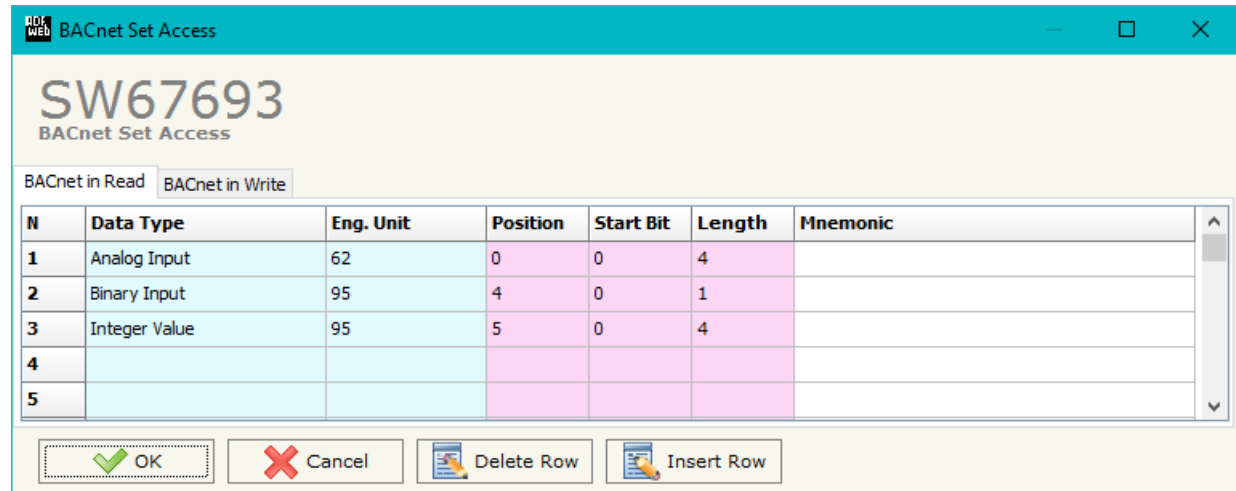 ADF WEB BACnet Set Access
SW67693
BACnet Set Access
BACnet in Read BACnet in Write
N Data Type Eng. Unit Position Start Bit Length Mnemonic
1 Analog Input 62 0 0 4
2 Binary Input 95 4 0 1
3 Integer Value 95 5 0 4
4
5
OK Cancel Delete Row Insert Row